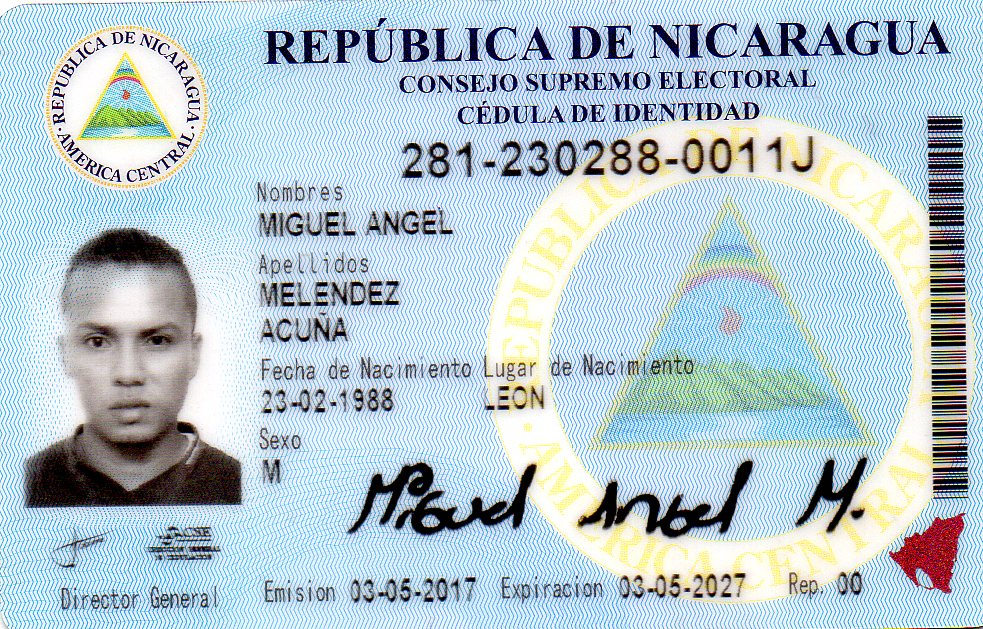 REPÚBLICA DE NICARAGUA
CONSEJO SUPREMO ELECTORAL
CÉDULA DE IDENTIDAD
281-230288-0011J
REPUBLICA DE NICARAGUA
AMERICA CENTRAL
Nombres
MIGUEL ANGEL
Apellidos
MELENDEZ
ACUÑA
Fecha de Nacimiento Lugar de Nacimiento
23-02-1988 LEON
Sexo
M
REPUBLICA DE NICARAGUA
AMERICA CENTRAL
Miguel Angel M.
Director General
Emision 03-05-2017 Expiracion 03-05-2027 Rep. 00